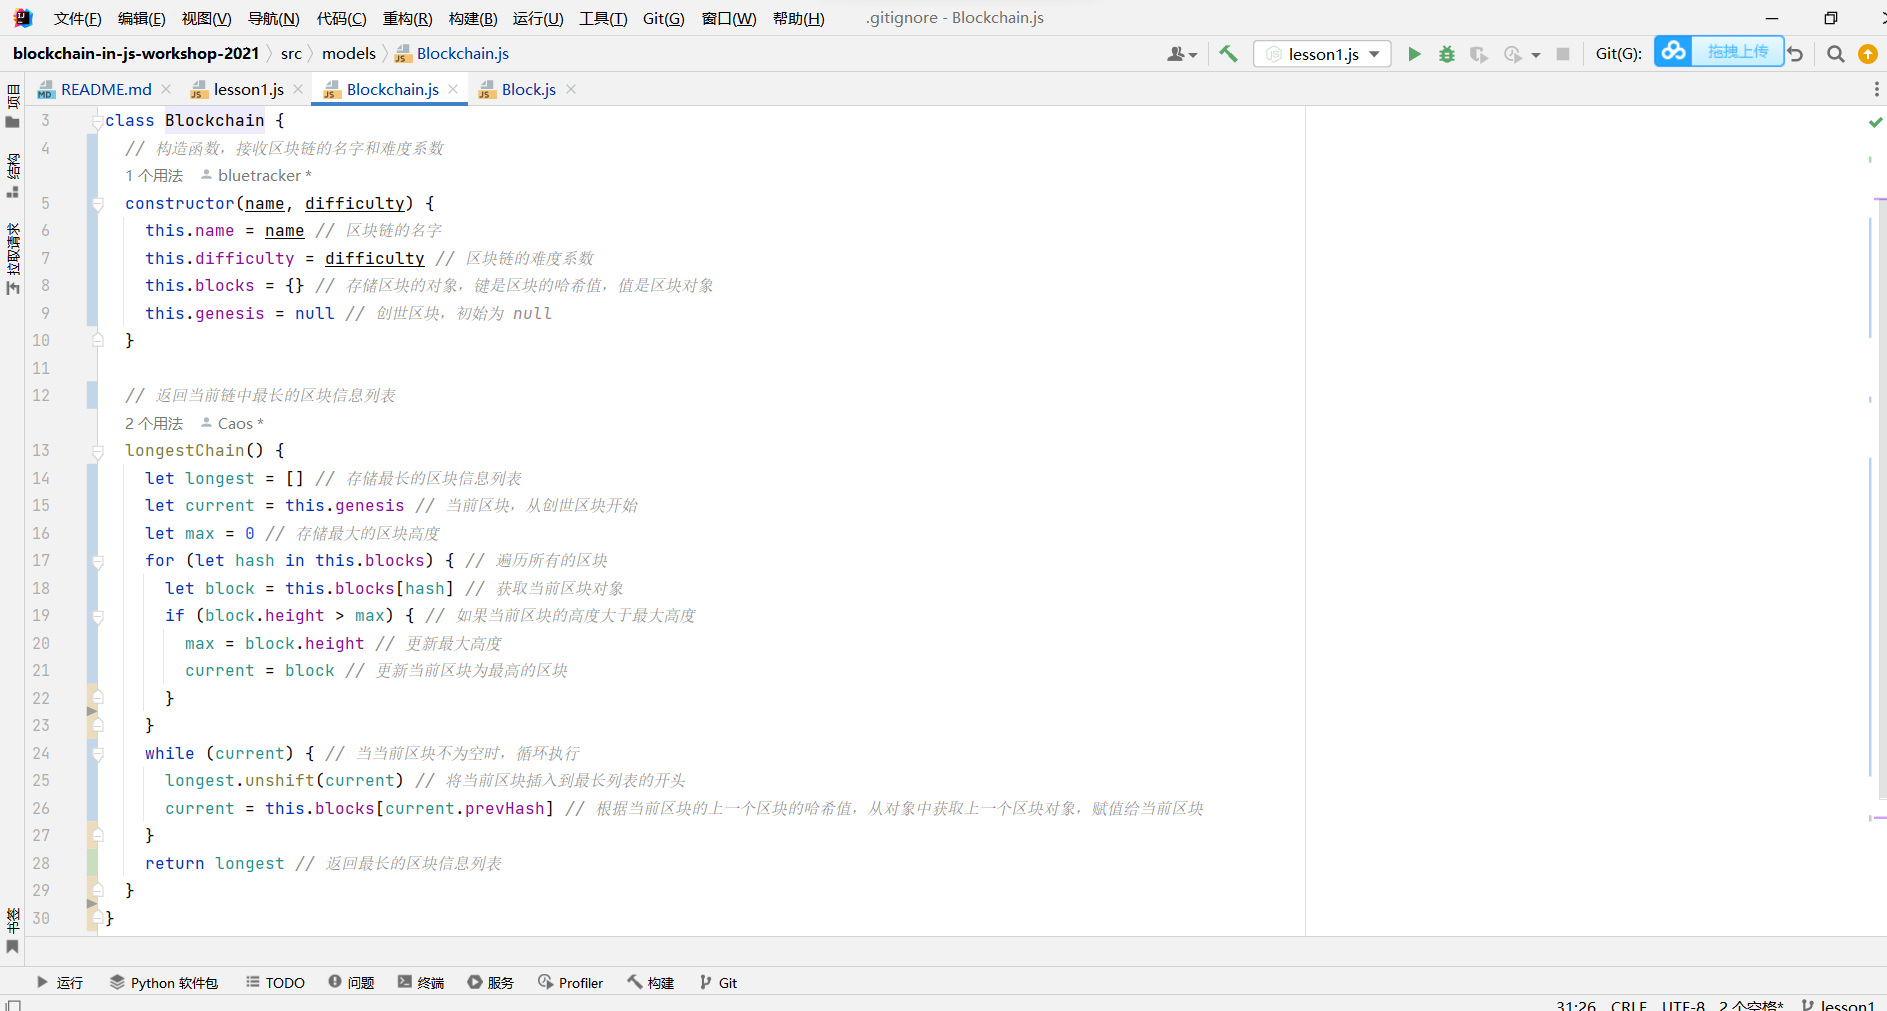 文件(F) 编辑(E) 视图(V) 导航(N) 代码(C) 重构(R) 构建(B) 运行(U) 工具(T) Git(G) 窗口(W) 帮助(H) .gitignore - Blockchain.js
blockchain-in-js-workshop-2021 src models Blockchain.js lesson1.js Git(G): 拖拽上传
README.md lesson1.js Blockchain.js Block.js
项目
结构
拉取请求
书签
3 class Blockchain {
4 // 构造函数，接收区块链的名字和难度系数
1 个用法 bluetracker *
5 constructor(name, difficulty) {
6 this.name = name // 区块链的名字
7 this.difficulty = difficulty // 区块链的难度系数
8 this.blocks = {} // 存储区块的对象，键是区块的哈希值，值是区块对象
9 this.genesis = null // 创世区块，初始为 null
10 }
11
12 // 返回当前链中最长的区块信息列表
2 个用法 Caos *
13 longestChain() {
14 let longest = [] // 存储最长的区块信息列表
15 let current = this.genesis // 当前区块，从创世区块开始
16 let max = 0 // 存储最大的区块高度
17 for (let hash in this.blocks) { // 遍历所有的区块
18 let block = this.blocks[hash] // 获取当前区块对象
19 if (block.height > max) { // 如果当前区块的高度大于最大高度
20 max = block.height // 更新最大高度
21 current = block // 更新当前区块为最高的区块
22 }
23 }
24 while (current) { // 当当前区块不为空时，循环执行
25 longest.unshift(current) // 将当前区块插入到最长列表的开头
26 current = this.blocks[current.prevHash] // 根据当前区块的上一个区块的哈希值，从对象中获取上一个区块对象，赋值给当前区块
27 }
28 return longest // 返回最长的区块信息列表
29 }
30 }
运行 Python 软件包 TODO 问题 终端 服务 Profiler 构建 Git
31:26 CRLF UTF-8 2 个空格* lesson1